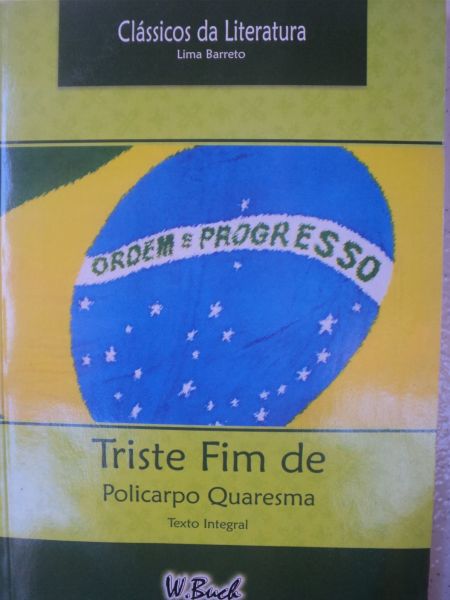 Clássicos da Literatura
Lima Barreto
ORDEM E PROGRESSO
Triste Fim de
Policarpo Quaresma
Texto Integral
W.Buch